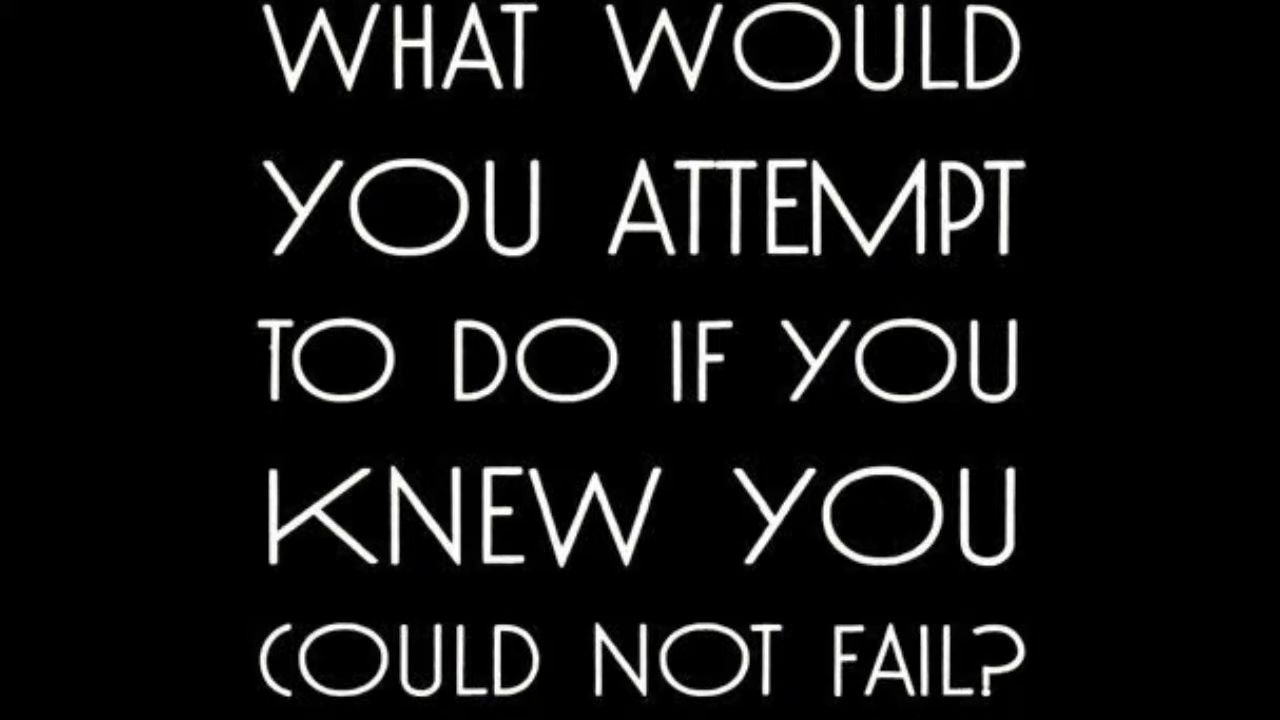 WHAT WOULD
YOU ATTEMPT
TO DO IF YOU
KNEW YOU
COULD NOT FAIL?